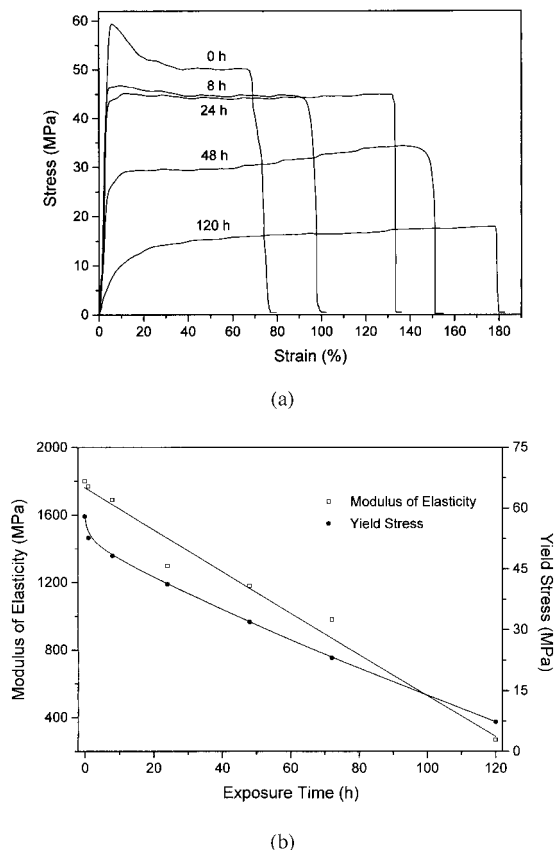 60
50
40
30
20
10
0
Stress (MPa)
0 h
8 h
24 h
48 h
120 h
0 20 40 60 80 100 120 140 160 180
Strain (%)
(a)
2000
1600
1200
800
400
Modulus of Elasticity (MPa)
75
60
45
30
15
0
Yield Stress (MPa)
Modulus of Elasticity
Yield Stress
0 20 40 60 80 100 120
Exposure Time (h)
(b)